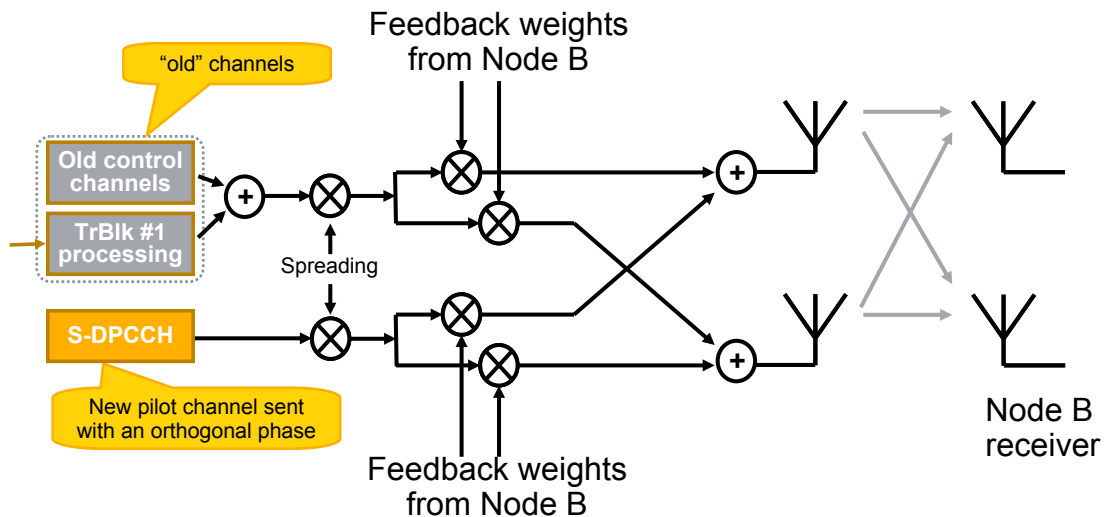 Feedback weights
from Node B
“old” channels
Old control
channels
+
+
TrBlk #1
processing
Spreading
S-DPCCH
+
New pilot channel sent
with an orthogonal phase
Feedback weights
from Node B
Node B
receiver